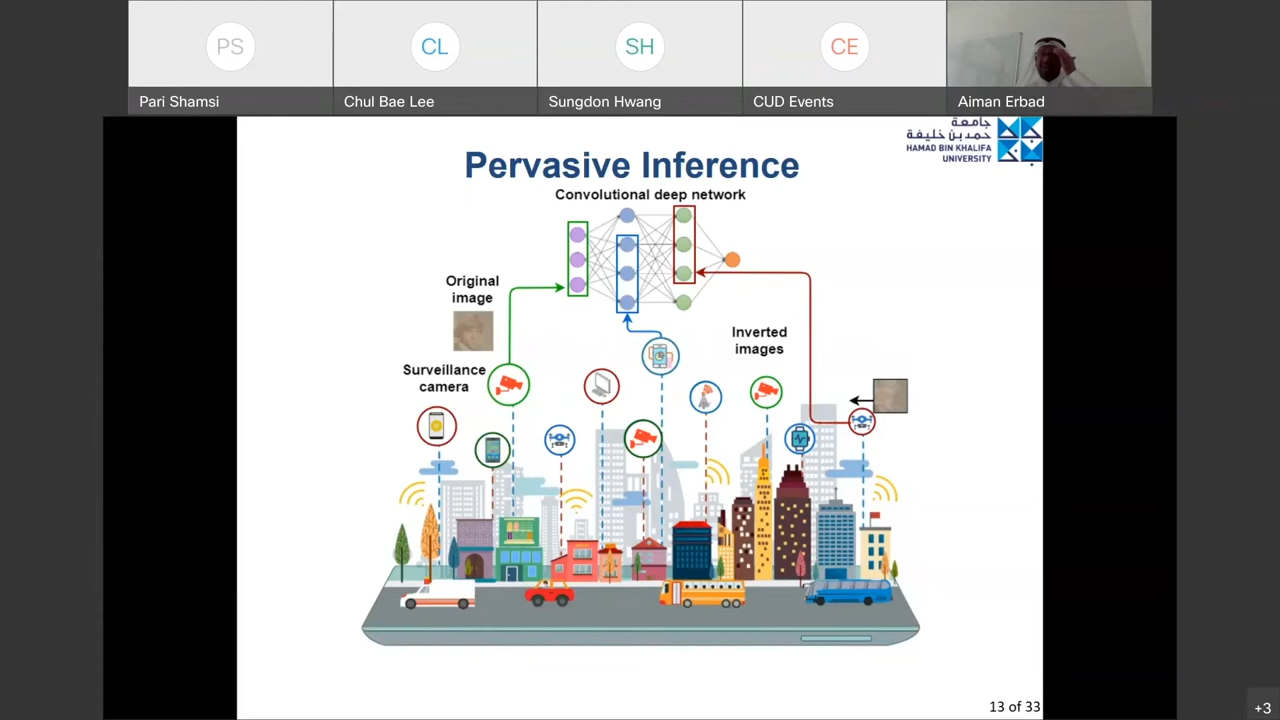 PS
CL
SH
CE
Pari Shamsi
Chul Bae Lee
Sungdon Hwang
CUD Events
Aiman Erbad
جامعة
حمد بن خليفة
HAMAD BIN KHALIFA
UNIVERSITY
Pervasive Inference
Convolutional deep network
Original
image
Inverted
images
Surveillance
camera
13 of 33
+3